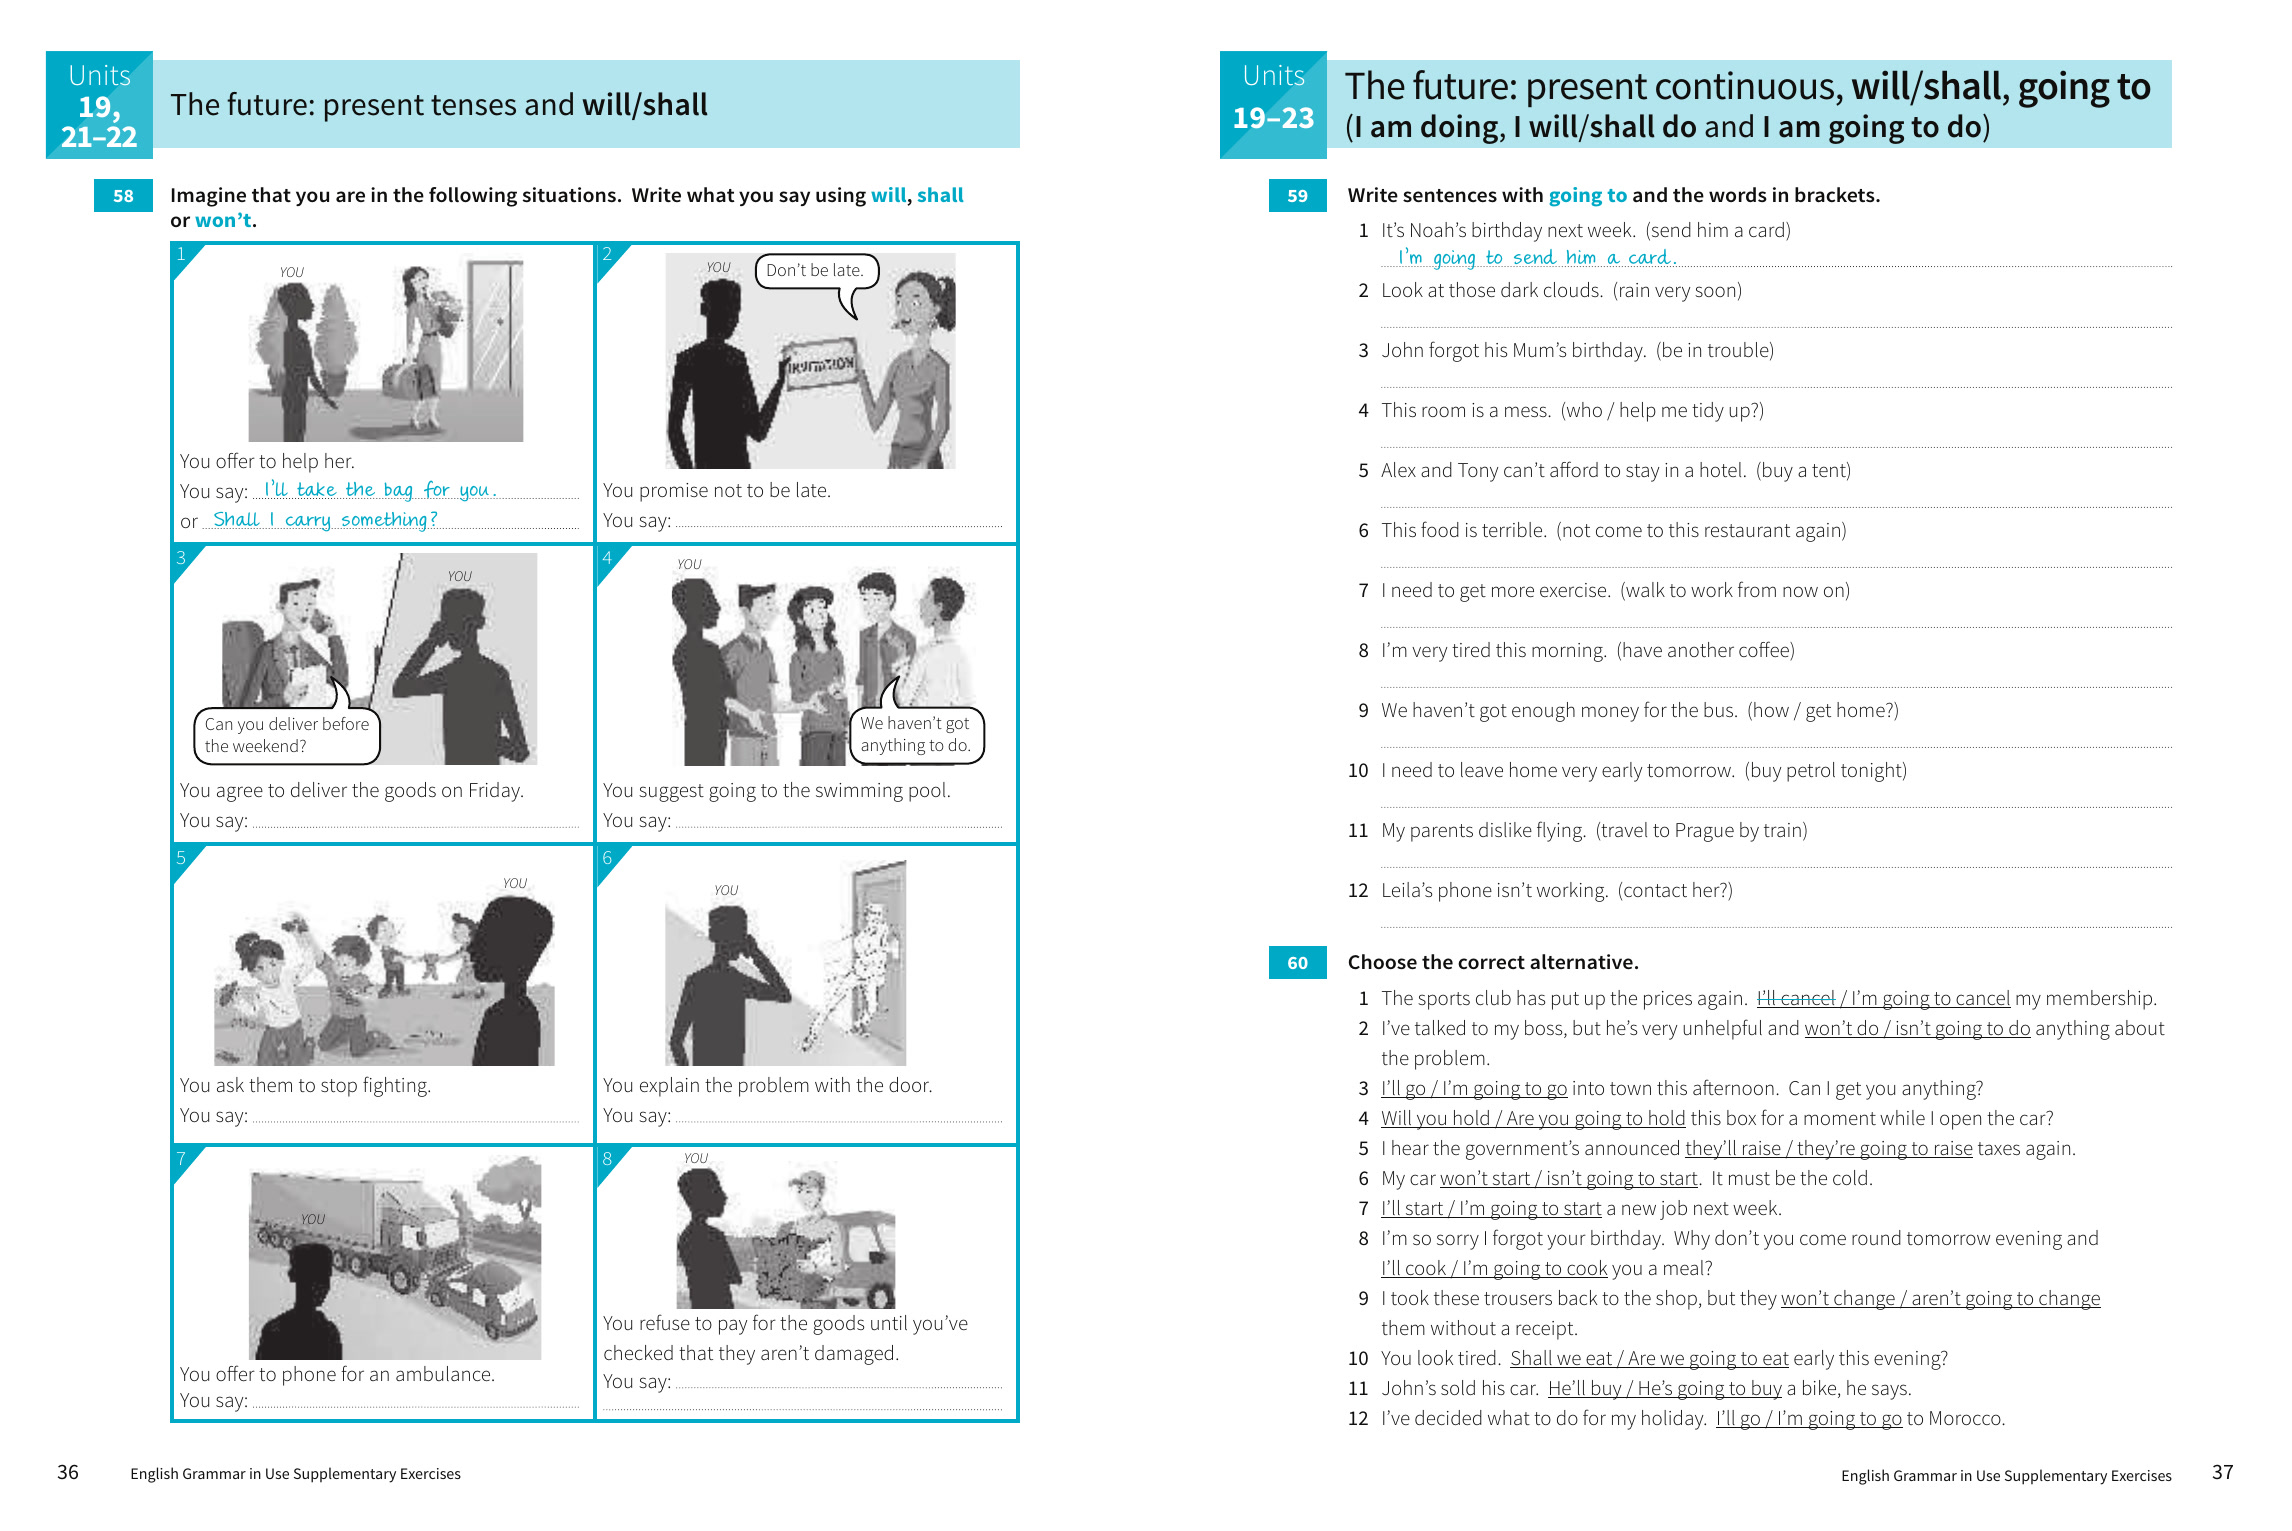 Units
19,
21–22
The future: present tenses and will/shall
58
Imagine that you are in the following situations. Write what you say using will, shall
or won't.
1
YOU
You offer to help her.
You say: I'll take the bag for you.
or Shall I carry something?
2
YOU
Don't be late.
INVITATION
You promise not to be late.
You say:
3
YOU
Can you deliver before
the weekend?
You agree to deliver the goods on Friday.
You say:
4
YOU
We haven't got
anything to do.
You suggest going to the swimming pool.
You say:
5
YOU
You ask them to stop fighting.
You say:
6
YOU
You explain the problem with the door.
You say:
7
YOU
You offer to phone for an ambulance.
You say:
8
YOU
You refuse to pay for the goods until you've
checked that they aren't damaged.
You say:
36 English Grammar in Use Supplementary Exercises
Units
19–23
The future: present continuous, will/shall, going to
(I am doing, I will/shall do and I am going to do)
59
Write sentences with going to and the words in brackets.
1 It's Noah's birthday next week. (send him a card)
I'm going to send him a card.
2 Look at those dark clouds. (rain very soon)
3 John forgot his Mum's birthday. (be in trouble)
4 This room is a mess. (who / help me tidy up?)
5 Alex and Tony can't afford to stay in a hotel. (buy a tent)
6 This food is terrible. (not come to this restaurant again)
7 I need to get more exercise. (walk to work from now on)
8 I'm very tired this morning. (have another coffee)
9 We haven't got enough money for the bus. (how / get home?)
10 I need to leave home very early tomorrow. (buy petrol tonight)
11 My parents dislike flying. (travel to Prague by train)
12 Leila's phone isn't working. (contact her?)
60
Choose the correct alternative.
1 The sports club has put up the prices again. I'll cancel / I'm going to cancel my membership.
2 I've talked to my boss, but he's very unhelpful and won't do / isn't going to do anything about
the problem.
3 I'll go / I'm going to go into town this afternoon. Can I get you anything?
4 Will you hold / Are you going to hold this box for a moment while I open the car?
5 I hear the government's announced they'll raise / they're going to raise taxes again.
6 My car won't start / isn't going to start. It must be the cold.
7 I'll start / I'm going to start a new job next week.
8 I'm so sorry I forgot your birthday. Why don't you come round tomorrow evening and
I'll cook / I'm going to cook you a meal?
9 I took these trousers back to the shop, but they won't change / aren't going to change
them without a receipt.
10 You look tired. Shall we eat / Are we going to eat early this evening?
11 John's sold his car. He'll buy / He's going to buy a bike, he says.
12 I've decided what to do for my holiday. I'll go / I'm going to go to Morocco.
English Grammar in Use Supplementary Exercises 37